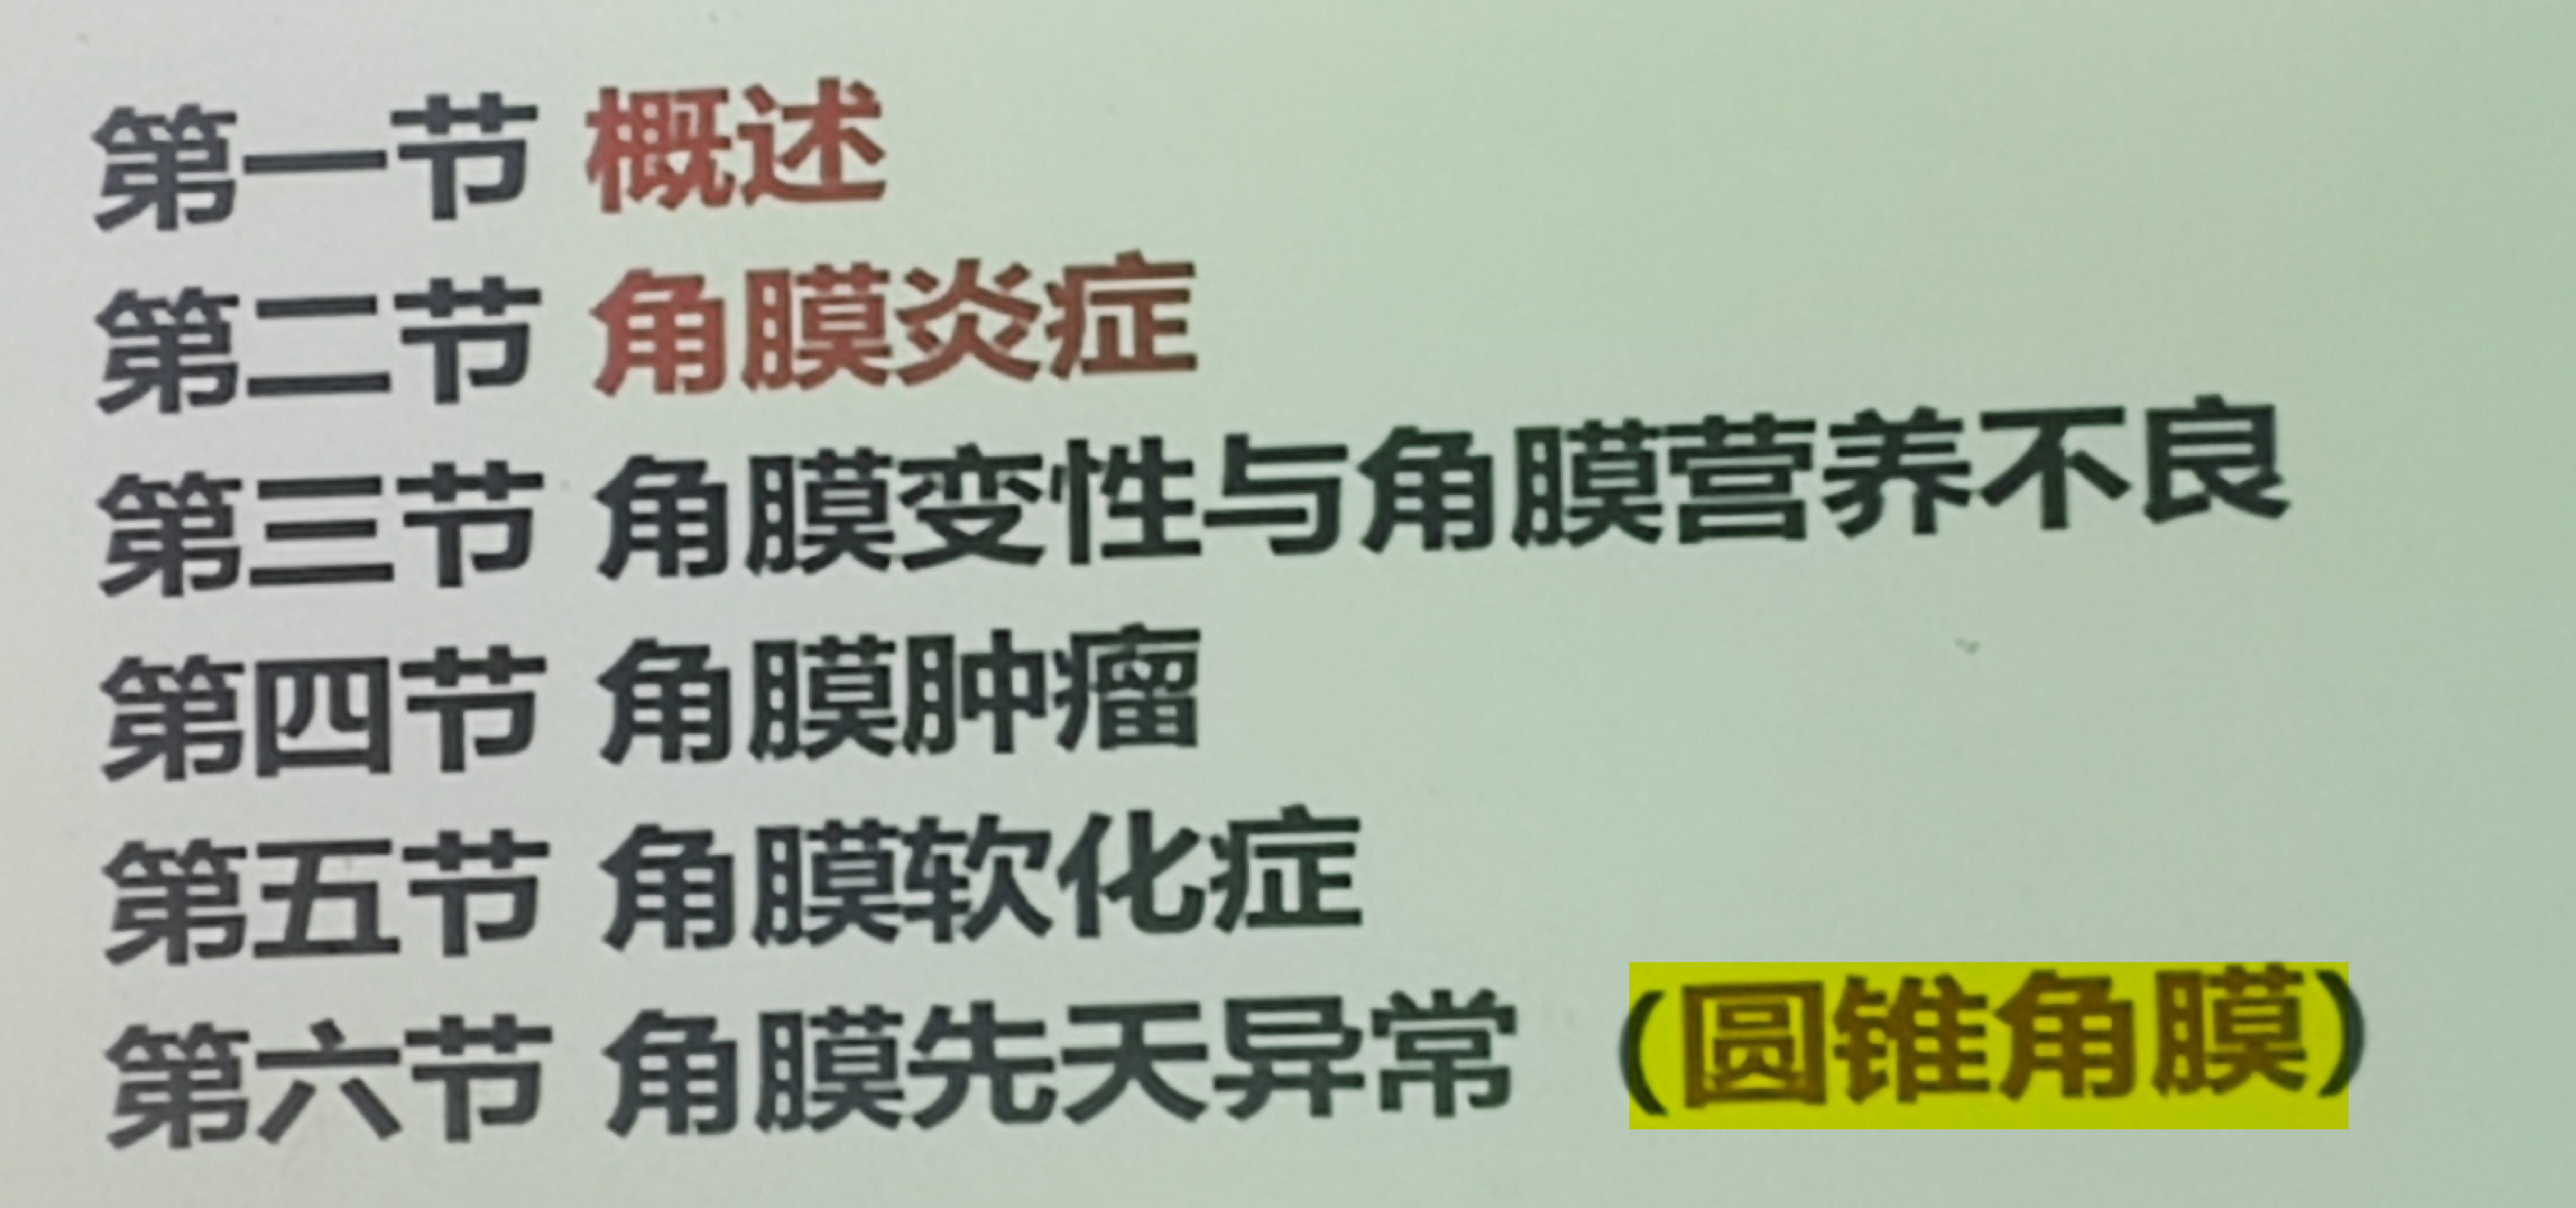 第一节 概述
第二节 角膜炎症
第三节 角膜变性与角膜营养不良
第四节 角膜肿瘤
第五节 角膜软化症
第六节 角膜先天异常 (圆锥角膜)